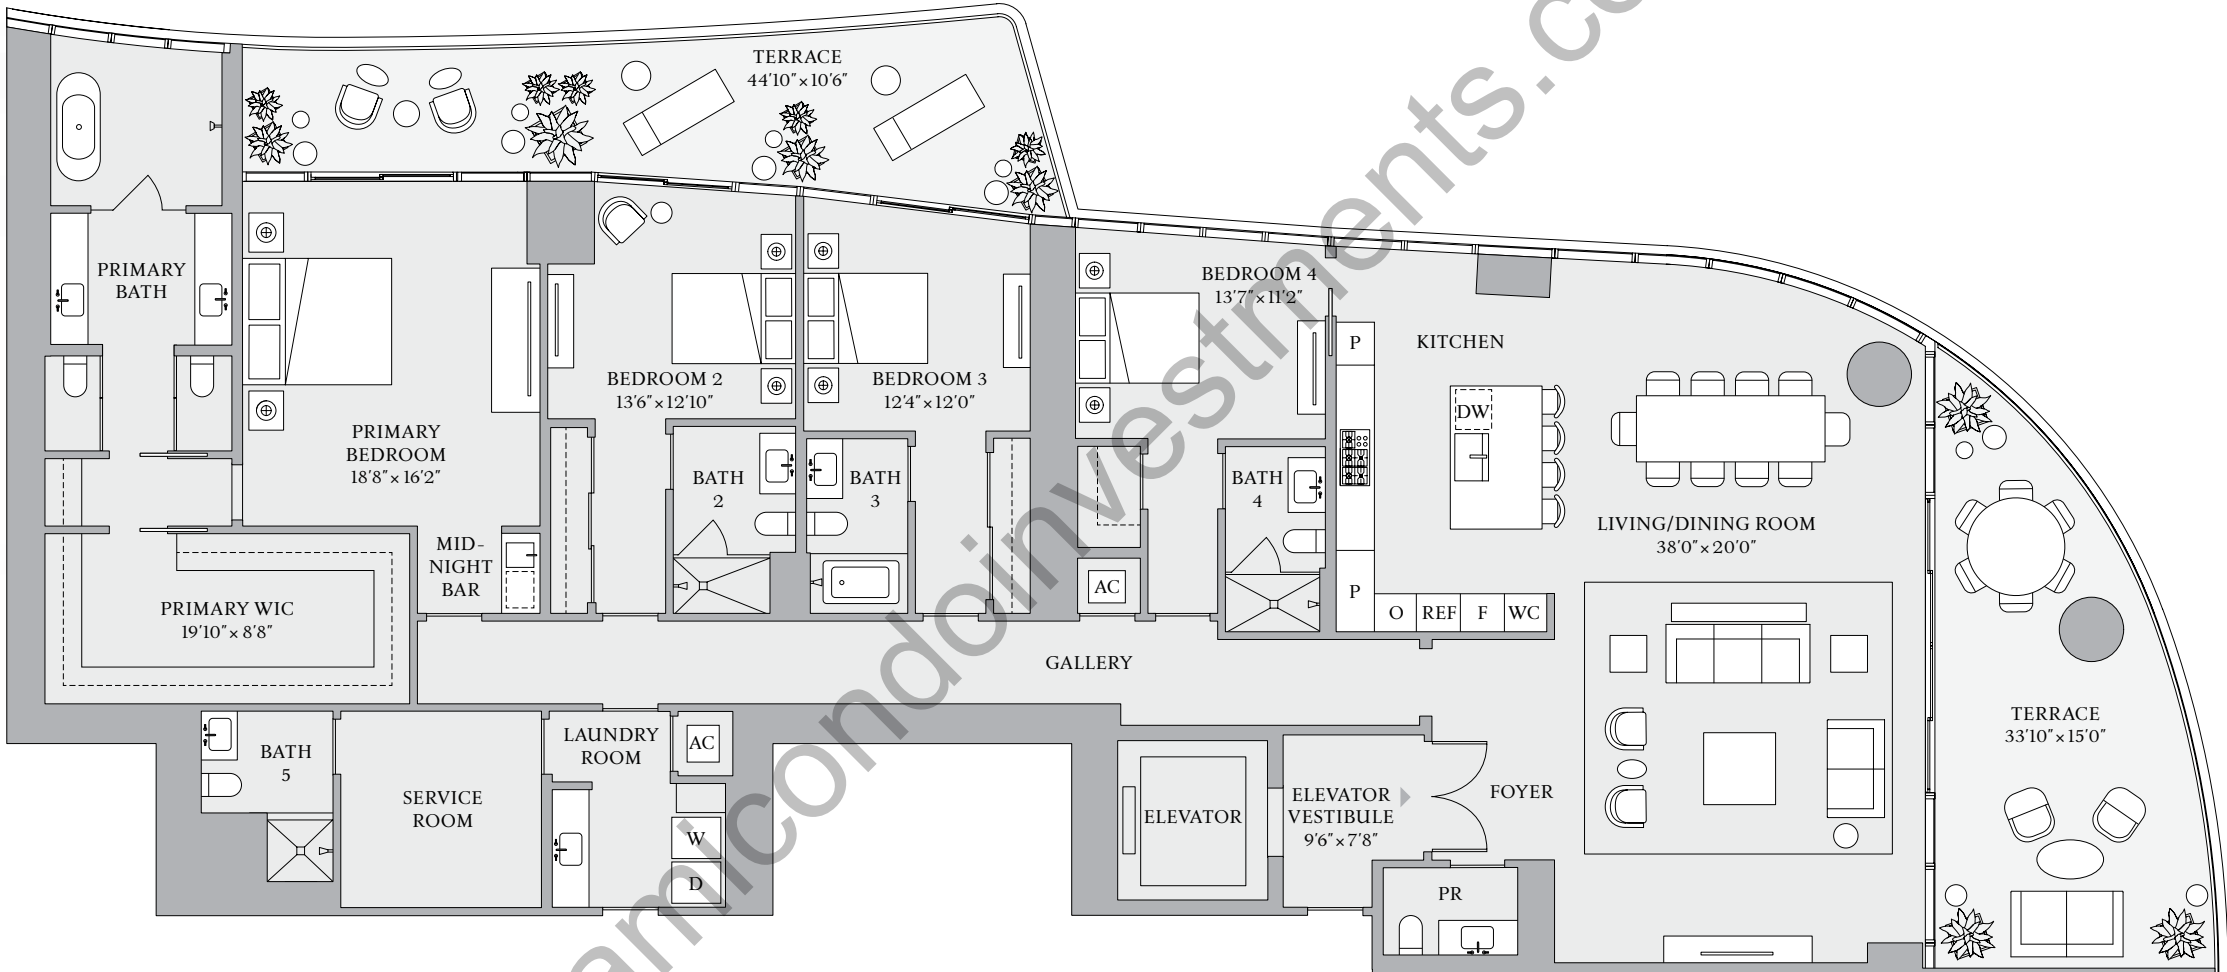 TERRACE
44'10"×10'6"
PRIMARY
BATH
BEDROOM 4
13'7"×11'2"
P
KITCHEN
BEDROOM 2
13'6"×12'10"
BEDROOM 3
12'4"×12'0"
DW
PRIMARY
BEDROOM
18'8"×16'2"
BATH
2
BATH
3
BATH
4
LIVING/DINING ROOM
38'0"×20'0"
MID-
NIGHT
BAR
AC
P
O
REF
F
WC
PRIMARY WIC
19'10"×8'8"
GALLERY
TERRACE
33'10"×15'0"
BATH
5
LAUNDRY
ROOM
AC
SERVICE
ROOM
W
D
ELEVATOR
ELEVATOR
VESTIBULE
9'6"×7'8"
FOYER
PR
amicondoinvestments.co